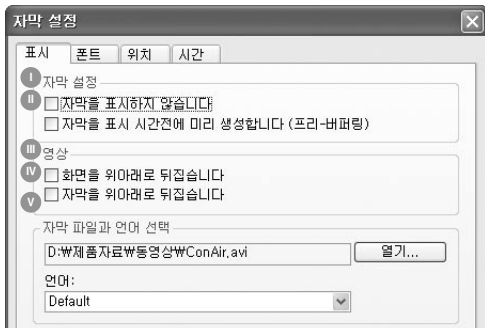 자막 설정
표시 폰트 위치 시간
I 자막 설정
II 자막을 표시하지 않습니다
자막을 표시 시간전에 미리 생성합니다 (프리-버퍼링)
III 영상
IV 화면을 위아래로 뒤집습니다
V 자막을 위아래로 뒤집습니다
자막 파일과 언어 선택
D:₩제품자료₩동영상₩ConAir.avi 열기...
언어:
Default